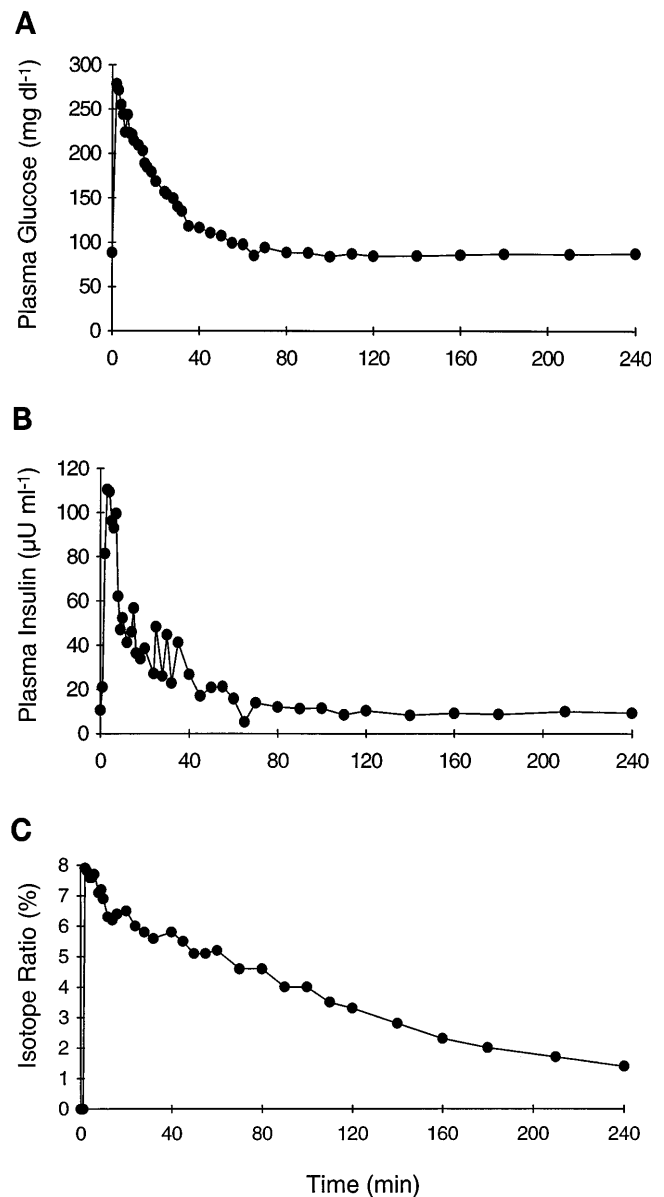 A
Plasma Glucose (mg dl-1)
300
250
200
150
100
50
0
0 40 80 120 160 200 240
B
Plasma Insulin (µU ml-1)
120
100
80
60
40
20
0
0 40 80 120 160 200 240
C
Isotope Ratio (%)
8
7
6
5
4
3
2
1
0
0 40 80 120 160 200 240
Time (min)